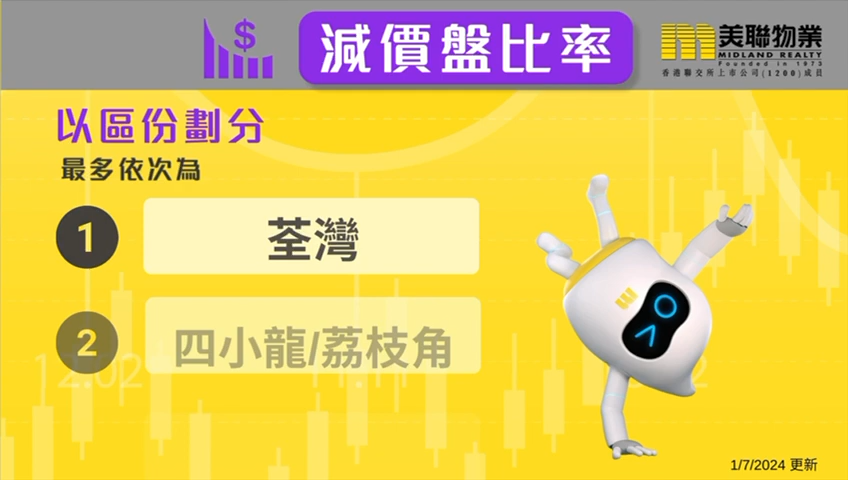 減價盤比率
美聯物業
MIDLAND REALTY
Founded in 1973
香港聯交所上市公司(1200)成員
以區份劃分
最多依次為
1 荃灣
2 四小龍/荔枝角
12.02
1/7/2024 更新